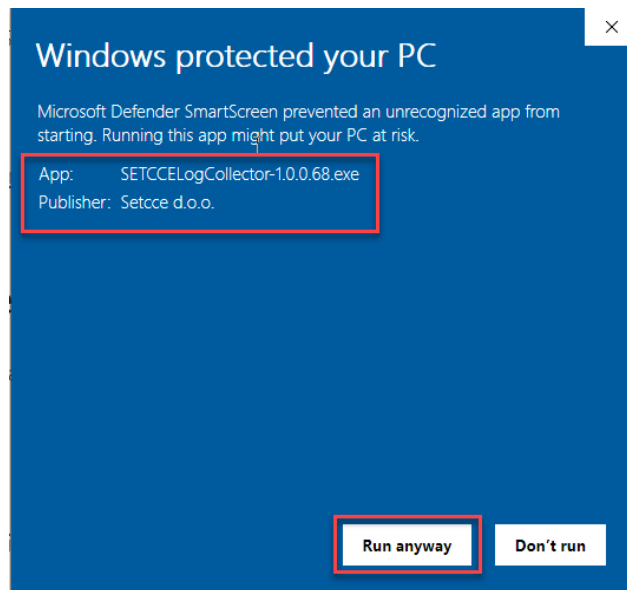 Windows protected your PC
Microsoft Defender SmartScreen prevented an unrecognized app from
starting. Running this app might put your PC at risk.
App: SETCCELogCollector-1.0.0.68.exe
Publisher: Setcce d.o.o.
Run anyway Don't run